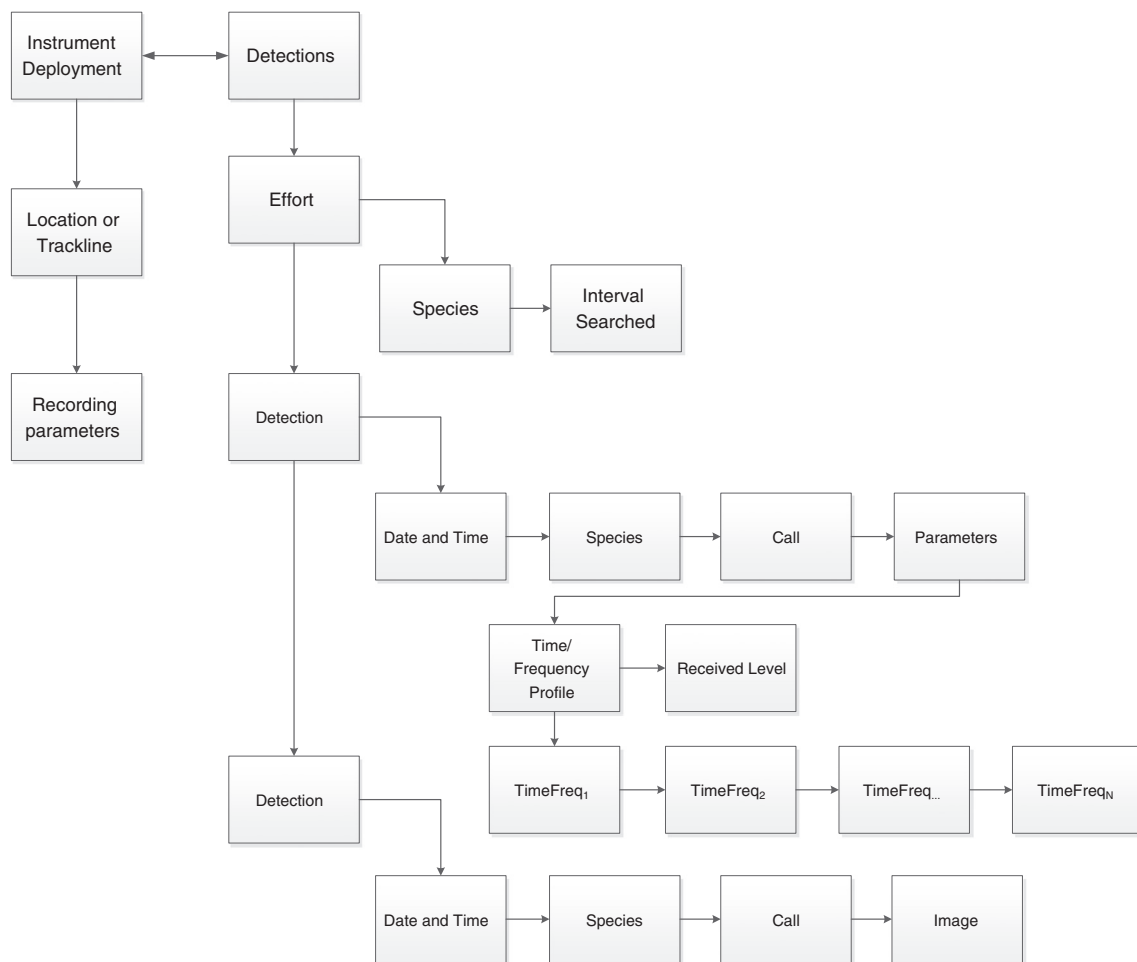 Instrument
Deployment
Detections
Effort
Location or
Trackline
Species
Interval
Searched
Recording
parameters
Detection
Date and Time
Species
Call
Parameters
Time/
Frequency
Profile
Received Level
TimeFreq₁
TimeFreq₂
TimeFreq...
TimeFreqN
Detection
Date and Time
Species
Call
Image